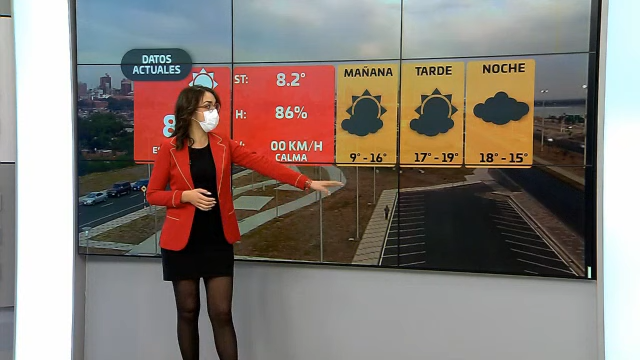 DATOS
ACTUALES
ST: 8.2°
H: 86%
00 KM/H
CALMA
MAÑANA
9° - 16°
TARDE
17° - 19°
NOCHE
18° - 15°